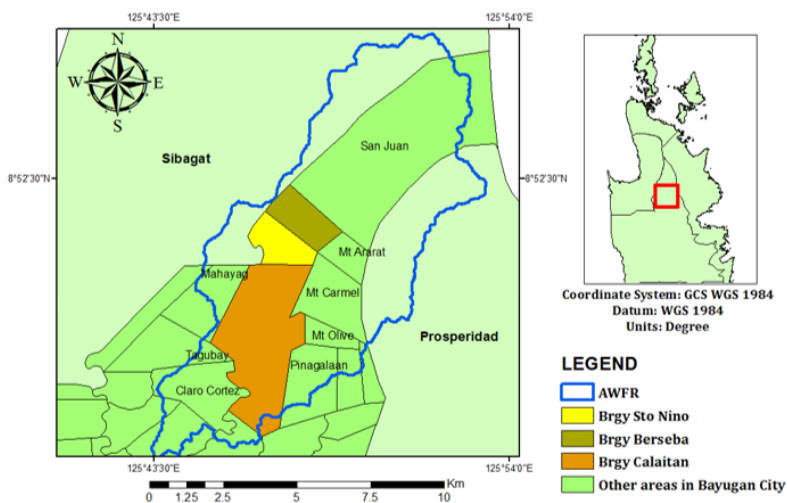 125°43'30"E
125°54'0"E
N
W
E
S
Sibagat
San Juan
8°52'30"N
8°52'30"N
Mt Ararat
Mahayag
Mt Carmel
Mt Olive
Prosperidad
Tagubay
Pinagalaan
Claro Cortez
125°43'30"E
125°54'0"E
Km
0 1.25 2.5 5 7.5 10
Coordinate System: GCS WGS 1984
Datum: WGS 1984
Units: Degree
LEGEND
AWFR
Brgy Sto Nino
Brgy Berseba
Brgy Calaitan
Other areas in Bayugan City